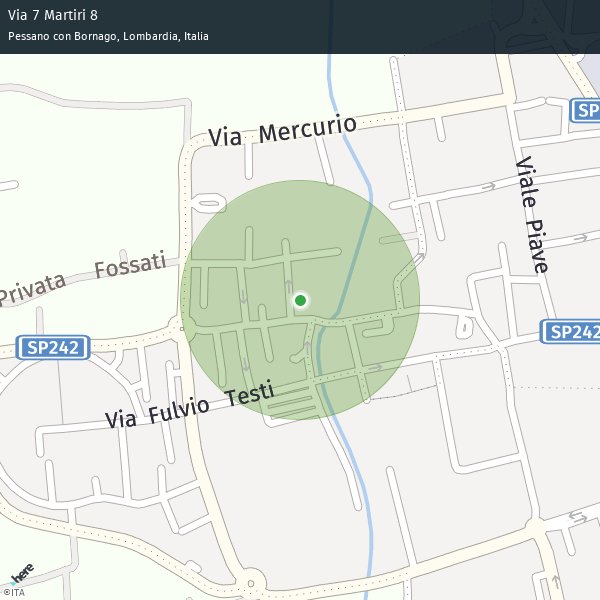 Via 7 Martiri 8
Pessano con Bornago, Lombardia, Italia
SP
Via Mercurio
Viale Piave
Privata Fossati
SP242
SP242
Via Fulvio Testi
here
©ITA